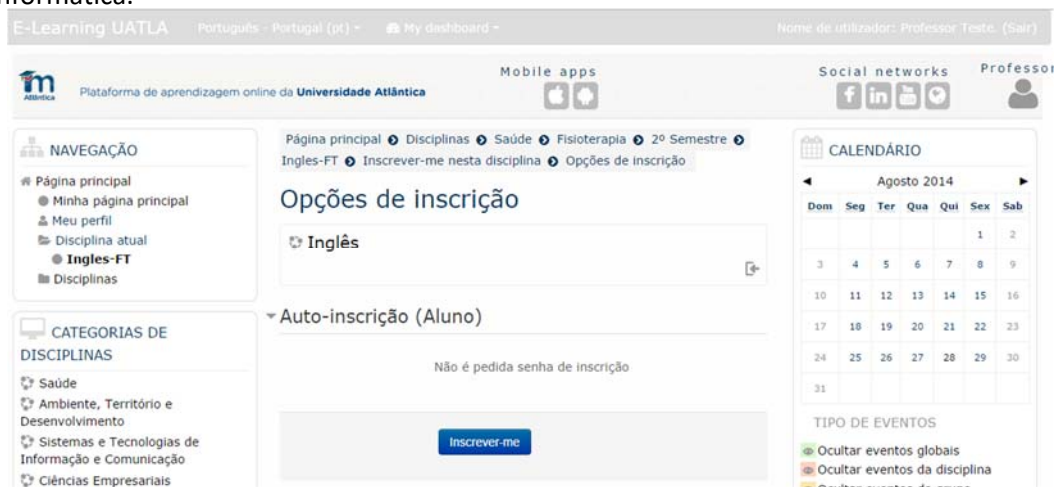 E-Learning UATLA Português - Portugal (pt) My dashboard Nome de utilizador: Professor Teste. (Sair)
Atlântica
Plataforma de aprendizagem online da Universidade Atlântica
Mobile apps
Social networks
Professor
NAVEGAÇÃO
Página principal
Minha página principal
Meu perfil
Disciplina atual
Ingles-FT
Disciplinas
CATEGORIAS DE
DISCIPLINAS
Saúde
Ambiente, Território e
Desenvolvimento
Sistemas e Tecnologias de
Informação e Comunicação
Ciências Empresariais
Página principal Disciplinas Saúde Fisioterapia 2º Semestre
Ingles-FT Inscrever-me nesta disciplina Opções de inscrição
Opções de inscrição
Inglês
Auto-inscrição (Aluno)
Não é pedida senha de inscrição
Inscrever-me
CALENDÁRIO
Agosto 2014
Dom Seg Ter Qua Qui Sex Sab
1 2
3 4 5 6 7 8 9
10 11 12 13 14 15 16
17 18 19 20 21 22 23
24 25 26 27 28 29 30
31
TIPO DE EVENTOS
Ocultar eventos globais
Ocultar eventos da disciplina